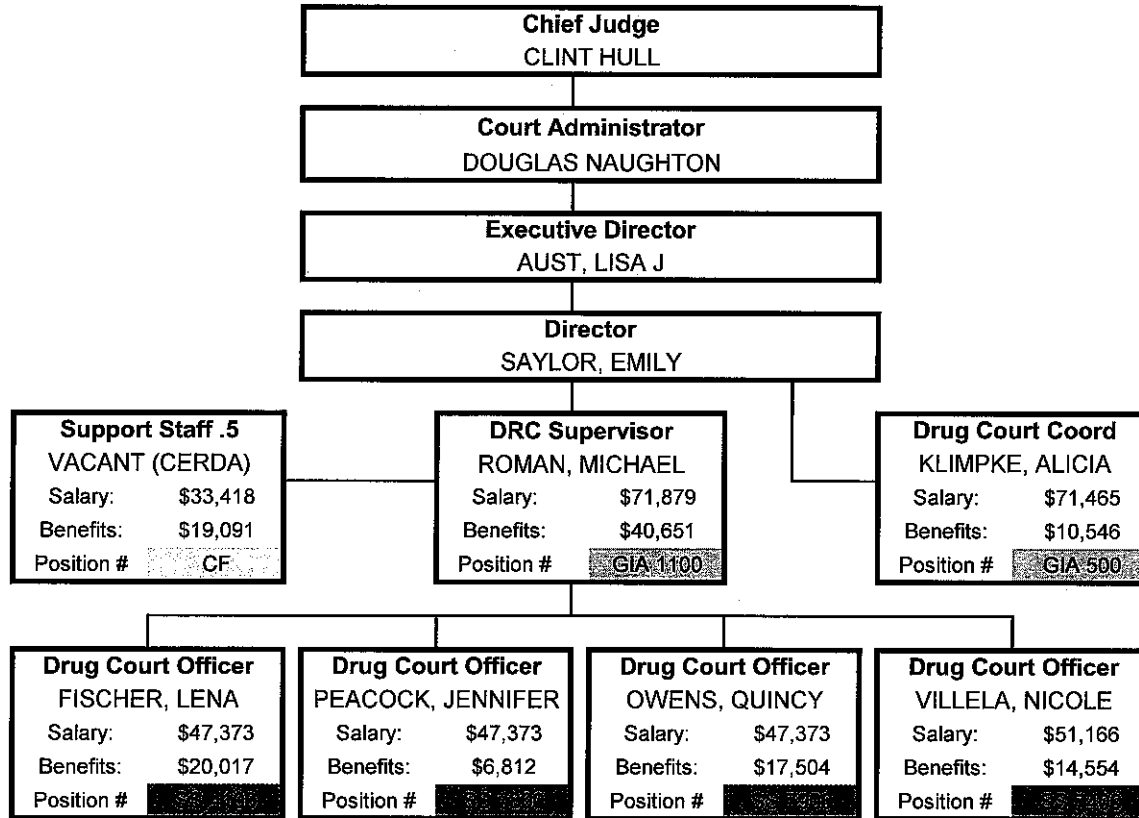 Chief Judge
CLINT HULL
Court Administrator
DOUGLAS NAUGHTON
Executive Director
AUST, LISA J
Director
SAYLOR, EMILY
Support Staff .5
VACANT (CERDA)
Salary: $33,418
Benefits: $19,091
Position # CF
DRC Supervisor
ROMAN, MICHAEL
Salary: $71,879
Benefits: $40,651
Position # GIA 1100
Drug Court Coord
KLIMPKE, ALICIA
Salary: $71,465
Benefits: $10,546
Position # GIA 500
Drug Court Officer
FISCHER, LENA
Salary: $47,373
Benefits: $20,017
Position #
Drug Court Officer
PEACOCK, JENNIFER
Salary: $47,373
Benefits: $6,812
Position #
Drug Court Officer
OWENS, QUINCY
Salary: $47,373
Benefits: $17,504
Position #
Drug Court Officer
VILLELA, NICOLE
Salary: $51,166
Benefits: $14,554
Position #